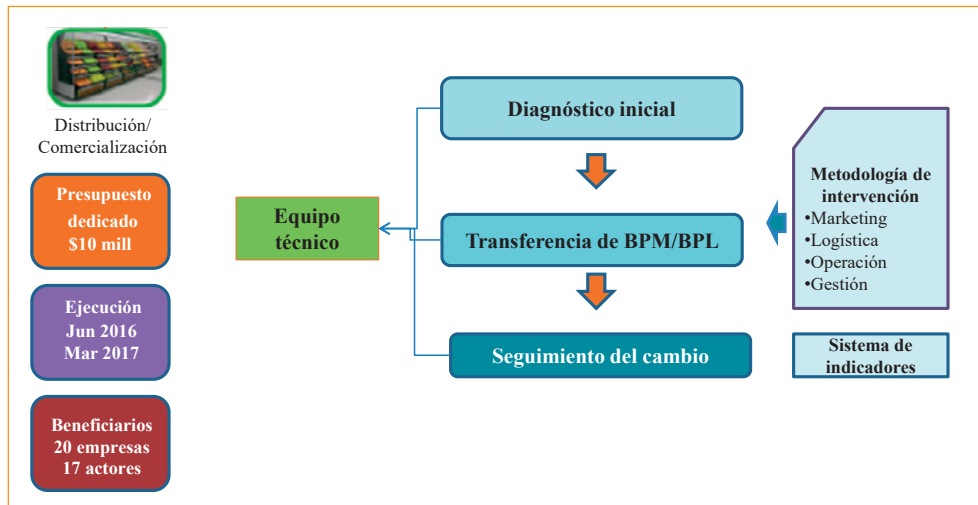 Distribución/
Comercialización
Presupuesto
dedicado
$10 mill
Ejecución
Jun 2016
Mar 2017
Beneficiarios
20 empresas
17 actores
Equipo
técnico
Diagnóstico inicial
Transferencia de BPM/BPL
Seguimiento del cambio
Metodología de
intervención
•Marketing
•Logística
•Operación
•Gestión
Sistema de
indicadores